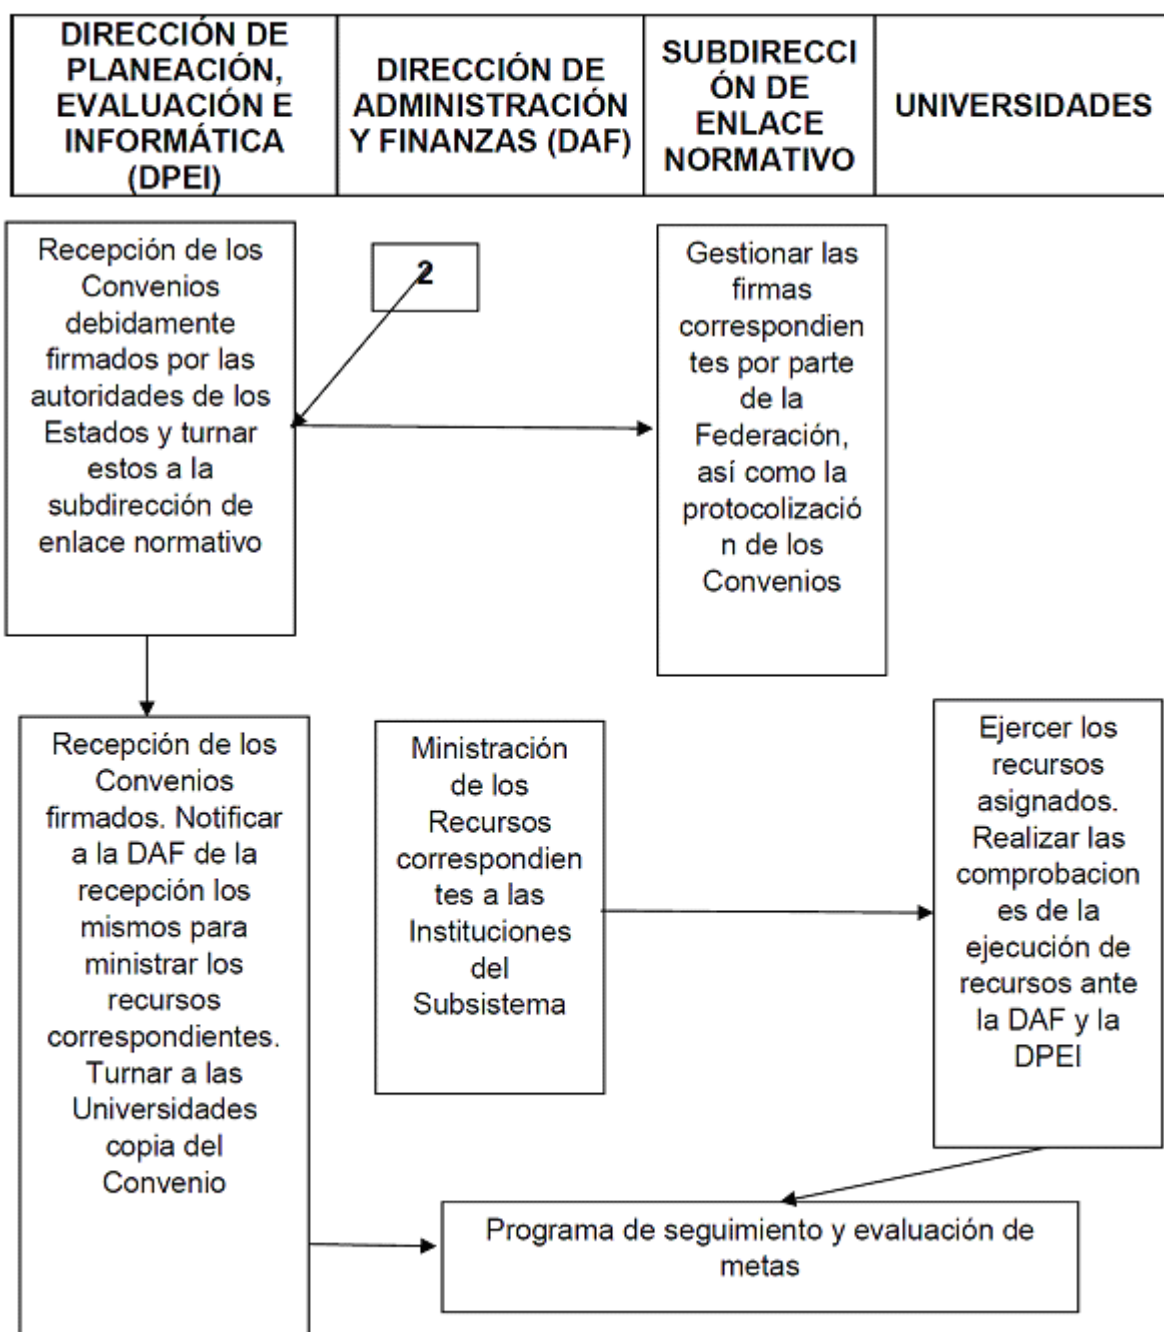 DIRECCIÓN DE
PLANEACIÓN,
EVALUACIÓN E
INFORMÁTICA
(DPEI)
DIRECCIÓN DE
ADMINISTRACIÓN
Y FINANZAS (DAF)
SUBDIRECCI
ÓN DE
ENLACE
NORMATIVO
UNIVERSIDADES
Recepción de los
Convenios
debidamente
firmados por las
autoridades de los
Estados y turnar
estos a la
subdirección de
enlace normativo
2
Gestionar las
firmas
correspondien
tes por parte
de la
Federación,
así como la
protocolizació
n de los
Convenios
Recepción de los
Convenios
firmados. Notificar
a la DAF de la
recepción los
mismos para
ministrar los
recursos
correspondientes.
Turnar a las
Universidades
copia del
Convenio
Ministración
de los
Recursos
correspondien
tes a las
Instituciones
del
Subsistema
Ejercer los
recursos
asignados.
Realizar las
comprobacion
es de la
ejecución de
recursos ante
la DAF y la
DPEI
Programa de seguimiento y evaluación de
metas